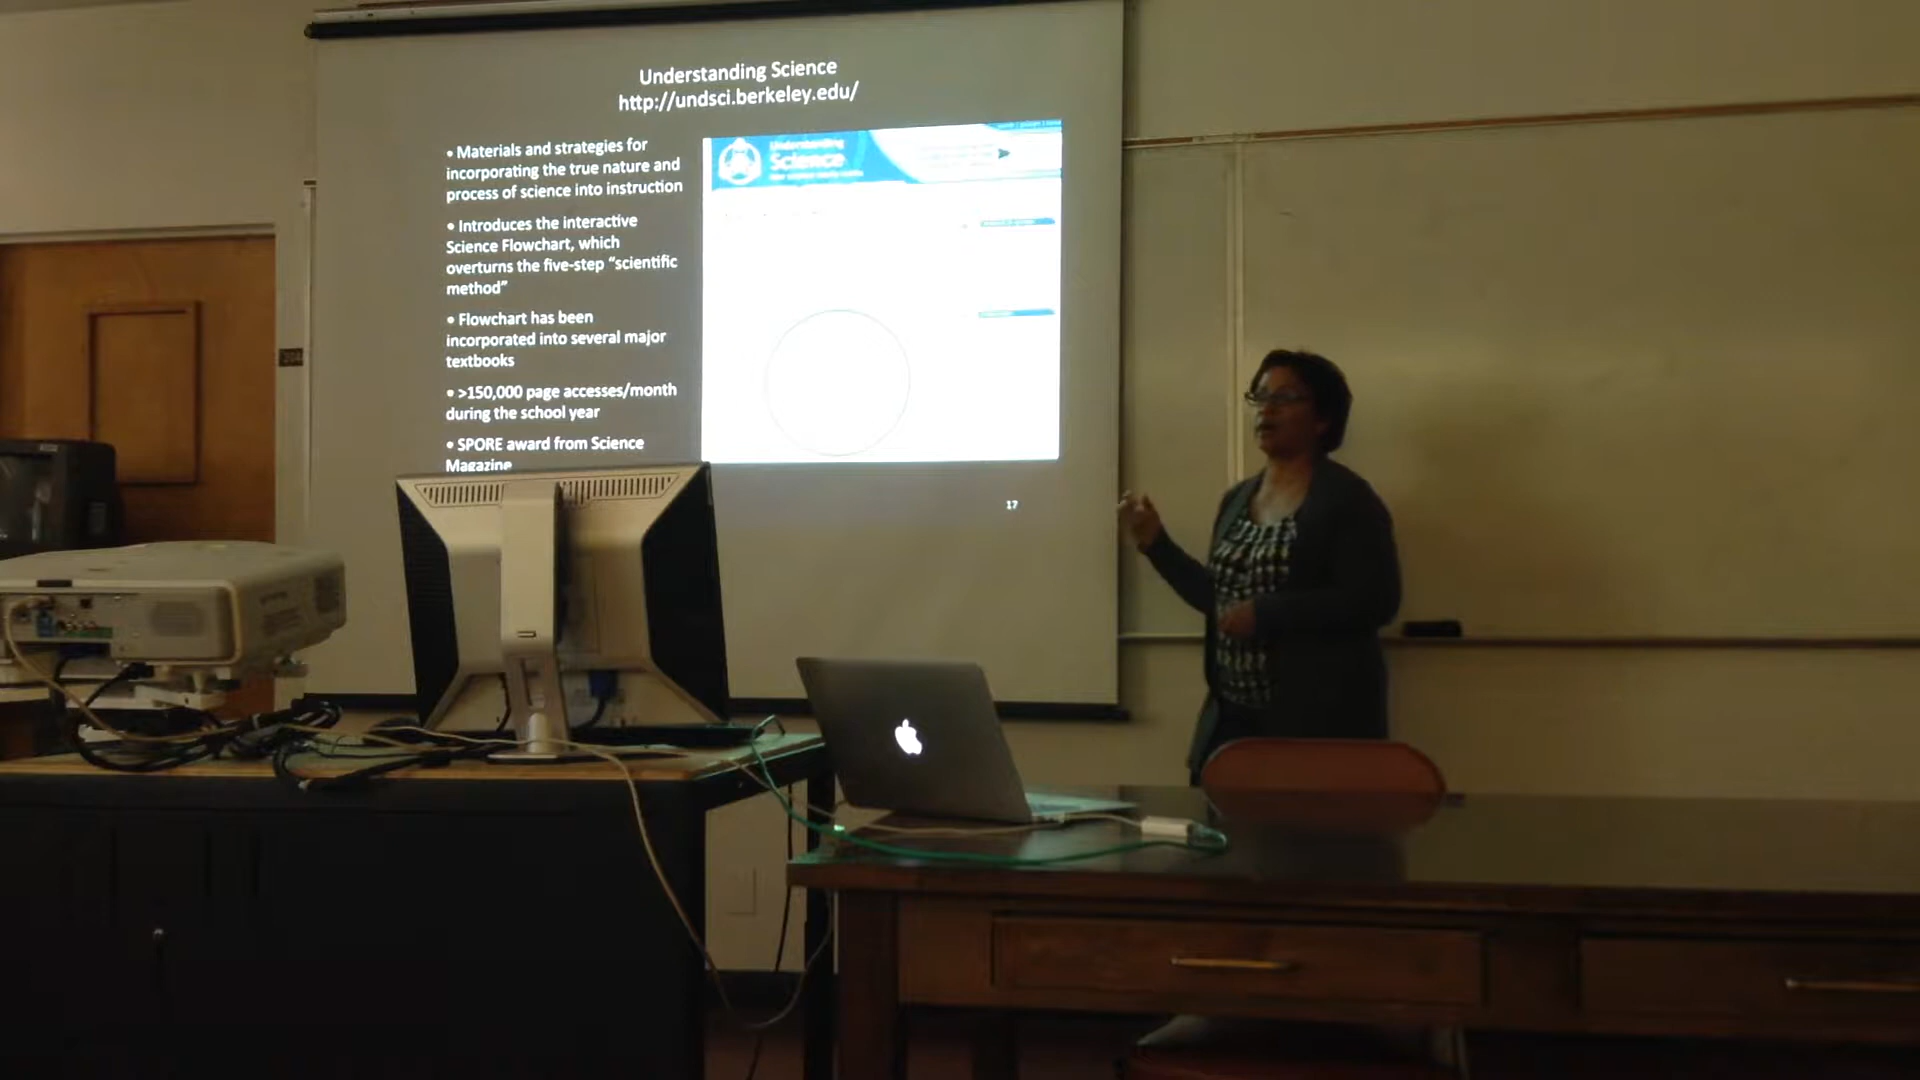 Understanding Science
http://undsci.berkeley.edu/
• Materials and strategies for
incorporating the true nature and
process of science into instruction
• Introduces the interactive
Science Flowchart, which
overturns the five-step “scientific
method”
• Flowchart has been
incorporated into several major
textbooks
• >150,000 page accesses/month
during the school year
• SPORE award from Science
Magazine
Understanding
Science
17